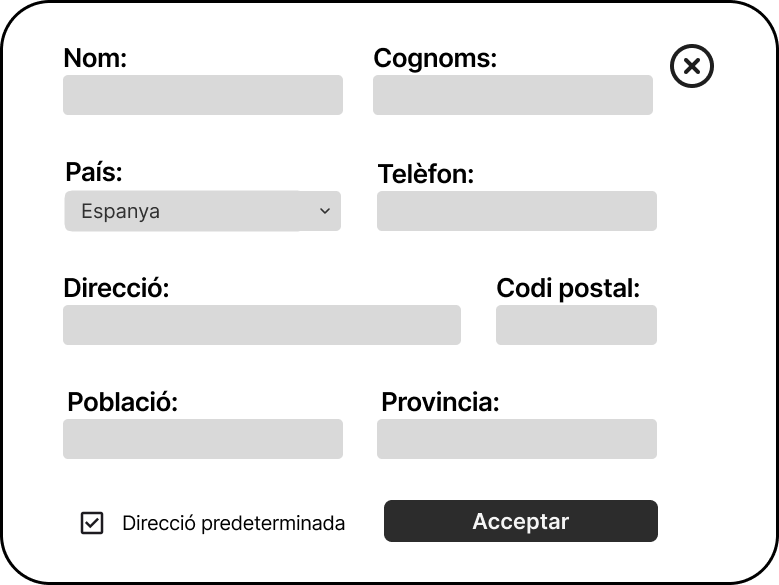 Nom:
Cognoms:
País:
Telèfon:
Espanya
Direcció:
Codi postal:
Població:
Provincia:
Direcció predeterminada
Acceptar